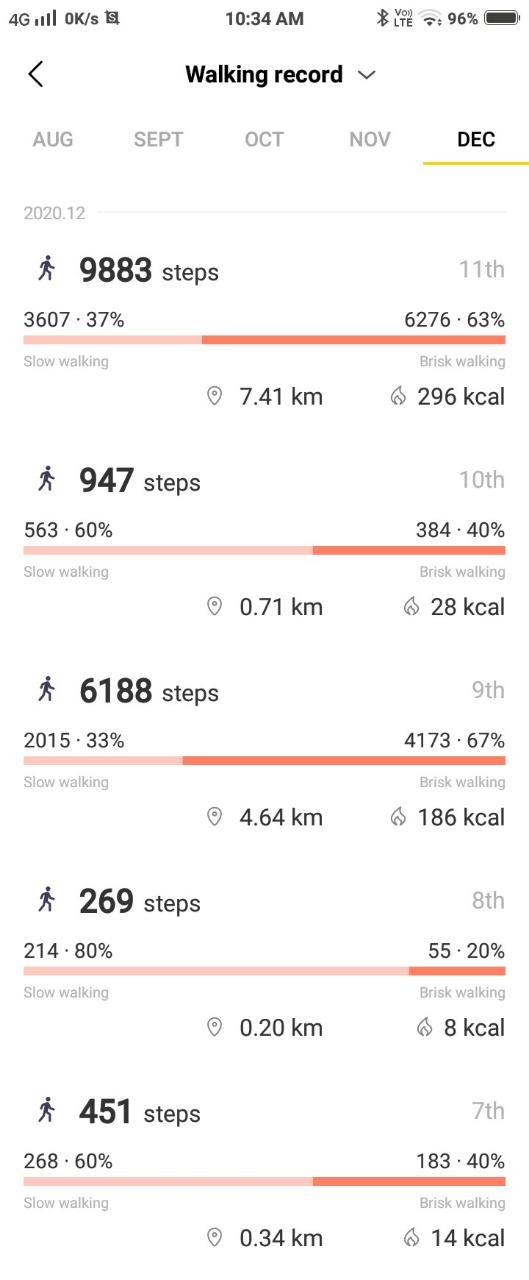 4G 0K/s 10:34 AM Vo)) LTE 96%
Walking record
AUG SEPT OCT NOV DEC
2020.12
9883 steps 11th
3607 · 37% 6276 · 63%
Slow walking Brisk walking
7.41 km 296 kcal
947 steps 10th
563 · 60% 384 · 40%
Slow walking Brisk walking
0.71 km 28 kcal
6188 steps 9th
2015 · 33% 4173 · 67%
Slow walking Brisk walking
4.64 km 186 kcal
269 steps 8th
214 · 80% 55 · 20%
Slow walking Brisk walking
0.20 km 8 kcal
451 steps 7th
268 · 60% 183 · 40%
Slow walking Brisk walking
0.34 km 14 kcal